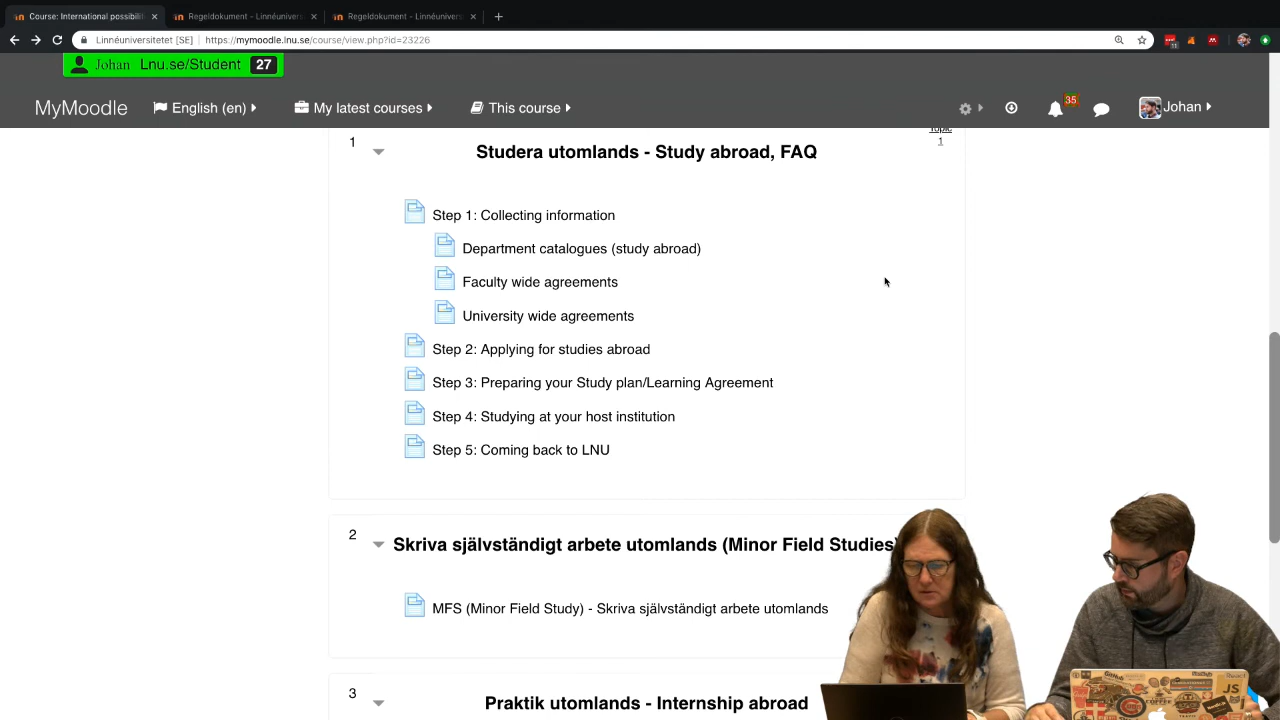 Course: International possibili
Regeldokument - Linnéuniver
Regeldokument - Linnéuniver
Linnéuniversitetet [SE] | https://mymoodle.lnu.se/course/view.php?id=23226
Johan Lnu.se/Student 27
MyMoodle English (en) My latest courses This course 35 Johan
Topic
1
1 Studera utomlands - Study abroad, FAQ
Step 1: Collecting information
Department catalogues (study abroad)
Faculty wide agreements
University wide agreements
Step 2: Applying for studies abroad
Step 3: Preparing your Study plan/Learning Agreement
Step 4: Studying at your host institution
Step 5: Coming back to LNU
2 Skriva självständigt arbete utomlands (Minor Field Studies)
MFS (Minor Field Study) - Skriva självständigt arbete utomlands
3 Praktik utomlands - Internship abroad
JS